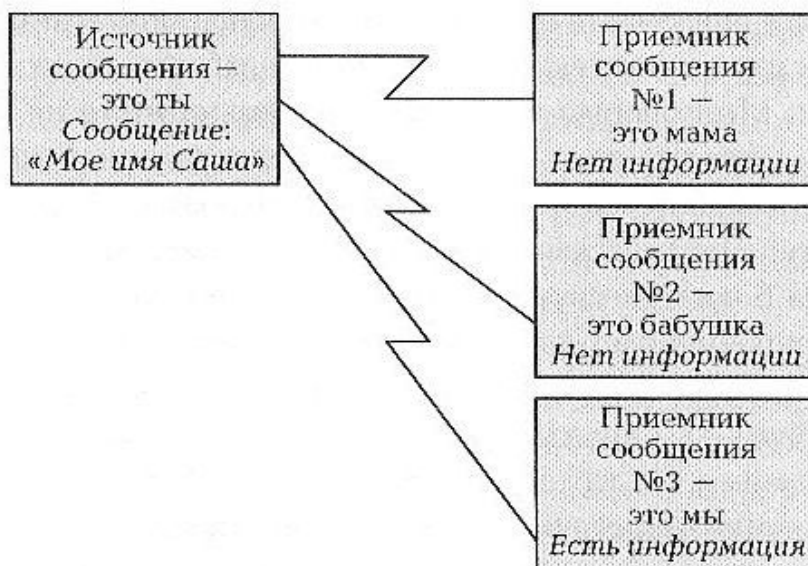 Источник
сообщения —
это ты
Сообщение:
«Мое имя Саша»
Приемник
сообщения
№1 —
это мама
Нет информации
Приемник
сообщения
№2 —
это бабушка
Нет информации
Приемник
сообщения
№3 —
это мы
Есть информация